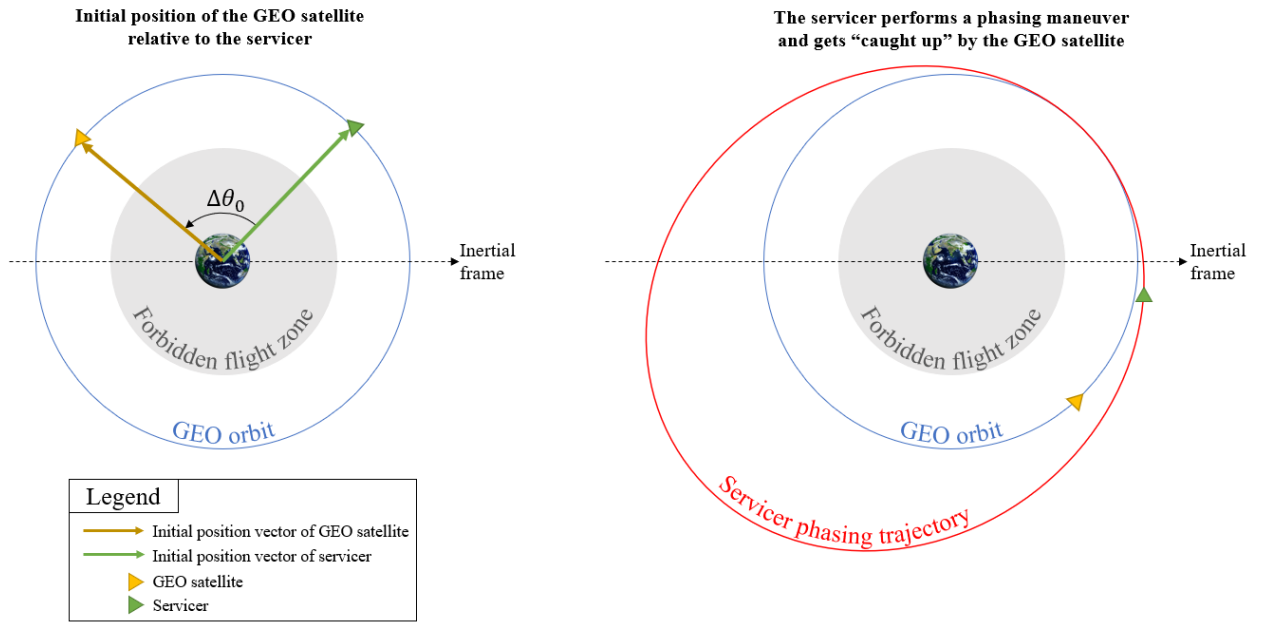 Initial position of the GEO satellite
relative to the servicer
Δθ₀
Inertial
frame
Forbidden flight zone
GEO orbit
Legend
Initial position vector of GEO satellite
Initial position vector of servicer
GEO satellite
Servicer
The servicer performs a phasing maneuver
and gets “caught up” by the GEO satellite
Inertial
frame
Forbidden flight zone
GEO orbit
Servicer phasing trajectory